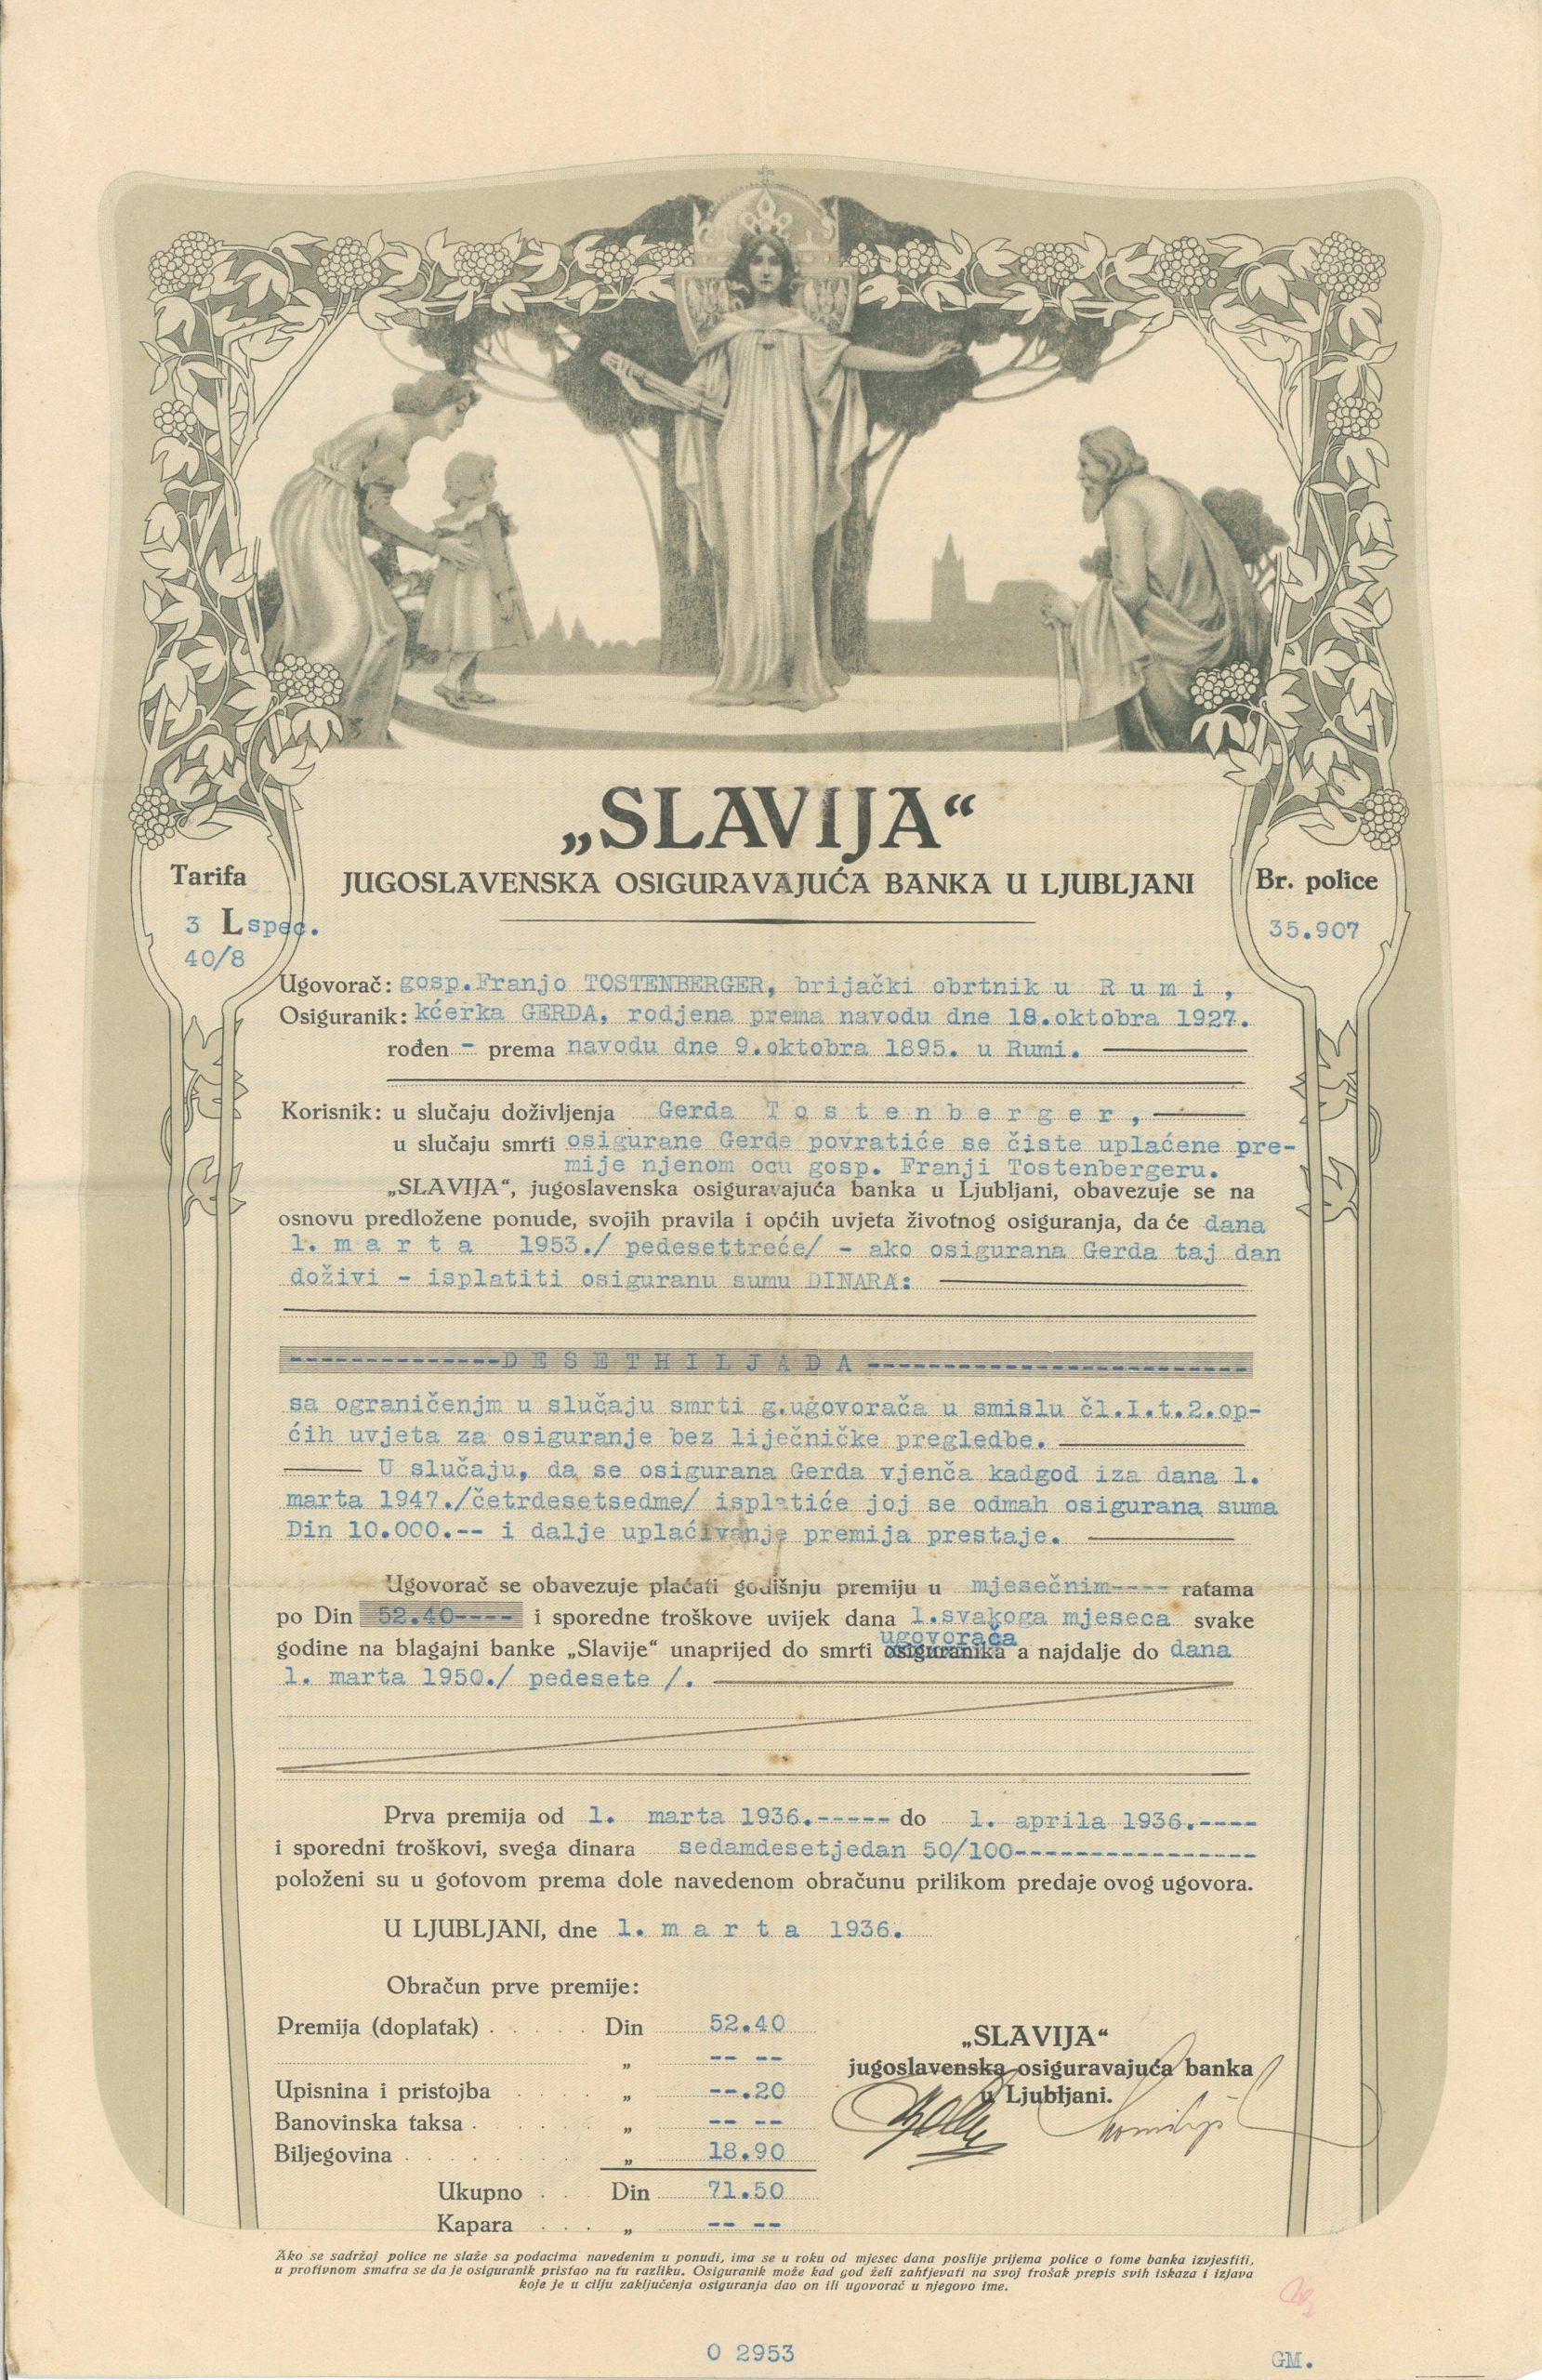 „SLAVIJA“
JUGOSLAVENSKA OSIGURAVAJUĆA BANKA U LJUBLJANI
Tarifa
3 L spec.
40/8
Br. police
35.907
Ugovorač: gosp.Franjo TOSTENBERGER, brijački obrtnik u R u m i ,
Osiguranik: kćerka GERDA, rodjena prema navodu dne 18.oktobra 1927.
rođen - prema navodu dne 9.oktobra 1895. u Rumi.
Korisnik: u slučaju doživljenja Gerda T o s t e n b e r g e r ,
u slučaju smrti osigurane Gerde povratiće se čiste uplaćene pre-
mije njenom ocu gosp. Franji Tostenbergeru.
„SLAVIJA“, jugoslavenska osiguravajuća banka u Ljubljani, obavezuje se na
osnovu predložene ponude, svojih pravila i općih uvjeta životnog osiguranja, da će dana
1. m a r t a 1953./ pedesettreće/ - ako osigurana Gerda taj dan
doživi - isplatiti osiguranu sumu DINARA:
--------------D E S E T H I L J A D A-------------------------
sa ograničenjm u slučaju smrti g.ugovorača u smislu čl.I.t.2.op-
ćih uvjeta za osiguranje bez liječničke pregledbe.
U slučaju, da se osigurana Gerda vjenča kadgod iza dana 1.
marta 1947./četrdesetsedme/ isplatiće joj se odmah osigurana suma
Din 10.000.-- i dalje uplaćivanje premija prestaje.
Ugovorač se obavezuje plaćati godišnju premiju u mjesečnim---- ratama
po Din 52.40---- i sporedne troškove uvijek dana 1.svakoga mjeseca svake
godine na blagajni banke „Slavije“ unaprijed do smrti osiguranika ugovorača a najdalje do dana
1. marta 1950./ pedesete /.
Prva premija od 1. marta 1936.----- do 1. aprila 1936.----
i sporedni troškovi, svega dinara sedamdesetjedan 50/100----------------
položeni su u gotovom prema dole navedenom obračunu prilikom predaje ovog ugovora.
U LJUBLJANI, dne 1. m a r t a 1936.
Obračun prve premije:
Premija (doplatak) . . . . . Din 52.40
„ -- --
Upisnina i pristojba . . . . „ --.20
Banovinska taksa . . . . „ -- --
Biljegovina . . . . . . . „ 18.90
Ukupno . . . Din 71.50
Kapara . . . . „ -- --
„SLAVIJA“
jugoslavenska osiguravajuća banka
u Ljubljani.
Ako se sadržaj police ne slaže sa podacima navedenim u ponudi, ima se u roku od mjesec dana poslije prijema police o tome banka izvjestiti,
u protivnom smatra se da je osiguranik pristao na tu razliku. Osiguranik može kad god želi zahtjevati na svoj trošak prepis svih iskaza i izjava
koje je u cilju zaključenja osiguranja dao on ili ugovorač u njegovo ime.
O 2953
GM.